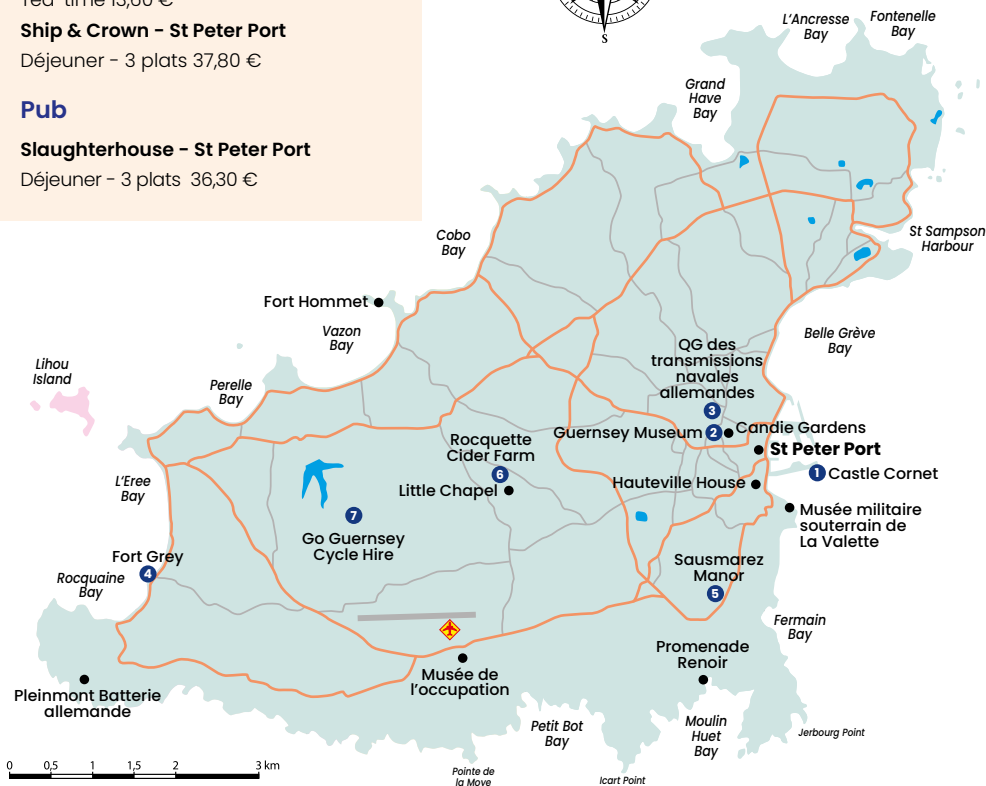 Tea time 13,60 €
Ship & Crown - St Peter Port
Déjeuner - 3 plats 37,80 €
Pub
Slaughterhouse - St Peter Port
Déjeuner - 3 plats 36,30 €
S
L'Ancresse
Bay
Fontenelle
Bay
Grand
Have
Bay
Cobo
Bay
St Sampson
Harbour
Fort Hommet
Vazon
Bay
Belle Grève
Bay
Lihou
Island
Perelle
Bay
QG des
transmissions
navales
allemandes
3
Guernsey Museum 2
Candie Gardens
St Peter Port
1 Castle Cornet
Rocquette
Cider Farm
6
Little Chapel
Hauteville House
L'Eree
Bay
7
Go Guernsey
Cycle Hire
Musée militaire
souterrain de
La Valette
Fort Grey
4
Rocquaine
Bay
Sausmarez
Manor
5
Fermain
Bay
Promenade
Renoir
Musée de
l'occupation
Pleinmont Batterie
allemande
Petit Bot
Bay
Moulin
Huet
Bay
Jerbourg Point
Pointe de
la Move
Icart Point
0 0,5 1 1,5 2 3 km